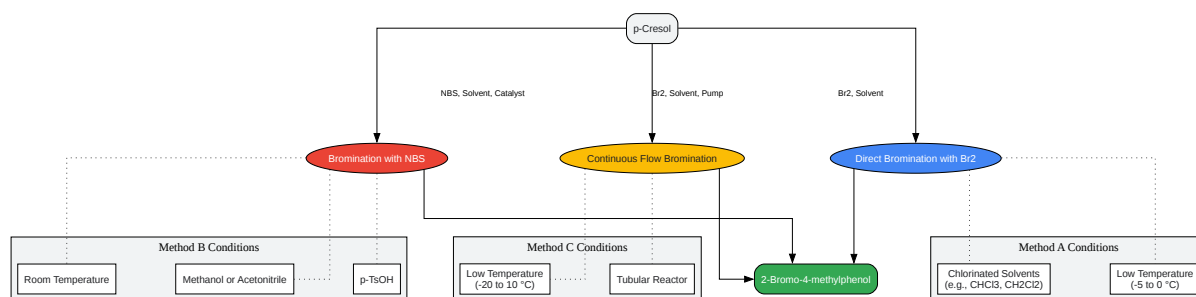 p-Cresol
NBS, Solvent, Catalyst
Br2, Solvent, Pump
Br2, Solvent
Bromination with NBS
Continuous Flow Bromination
Direct Bromination with Br2
Method B Conditions
Room Temperature
Methanol or Acetonitrile
p-TsOH
Method C Conditions
Low Temperature
(-20 to 10 °C)
Tubular Reactor
2-Bromo-4-methylphenol
Method A Conditions
Chlorinated Solvents
(e.g., CHCl3, CH2Cl2)
Low Temperature
(-5 to 0 °C)